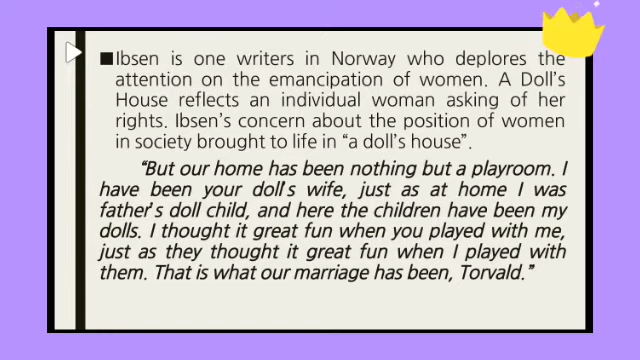 ■Ibsen is one writers in Norway who deplores the
attention on the emancipation of women. A Doll's
House reflects an individual woman asking of her
rights. Ibsen's concern about the position of women
in society brought to life in “a doll's house”.
“But our home has been nothing but a playroom. I
have been your doll's wife, just as at home I was
father's doll child, and here the children have been my
dolls. I thought it great fun when you played with me,
just as they thought it great fun when I played with
them. That is what our marriage has been, Torvald.”